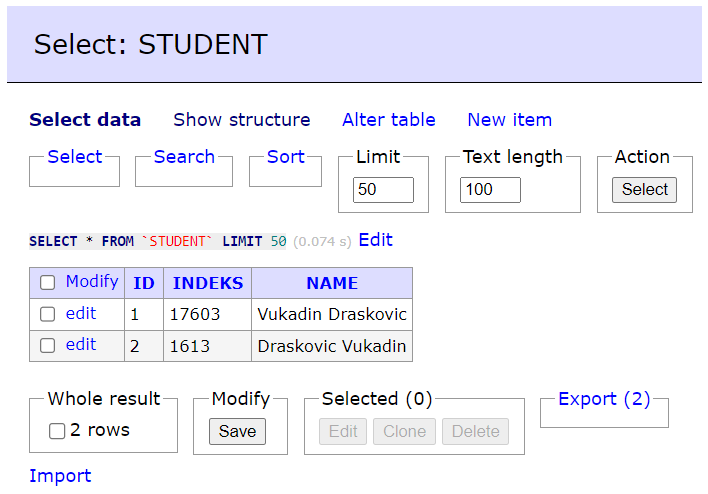 Select: STUDENT
Select data Show structure Alter table New item
Select Search Sort Limit Text length Action
50 100 Select
SELECT * FROM `STUDENT` LIMIT 50 (0.074 s) Edit
Modify ID INDEKS NAME
edit 1 17603 Vukadin Draskovic
edit 2 1613 Draskovic Vukadin
Whole result Modify Selected (0) Export (2)
2 rows Save Edit Clone Delete
Import